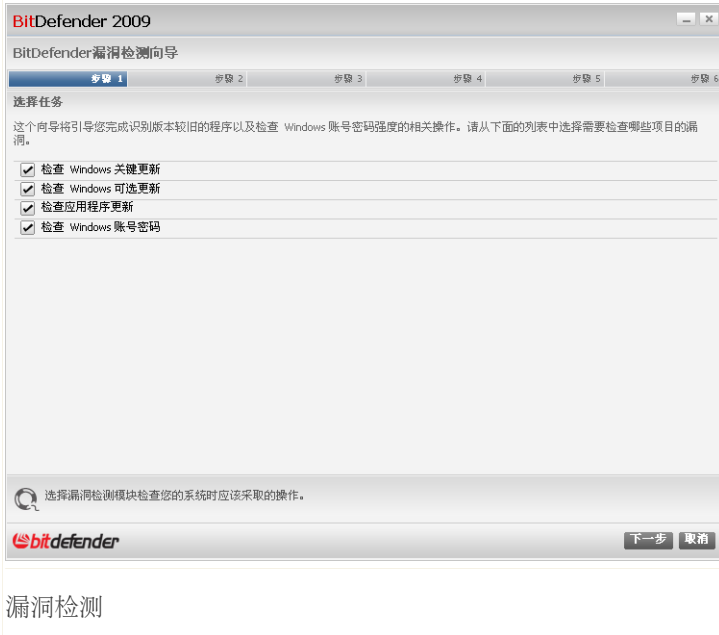 BitDefender 2009
BitDefender漏洞检测向导
步骤 1 步骤 2 步骤 3 步骤 4 步骤 5 步骤 6
选择任务
这个向导将引导您完成识别版本较旧的程序以及检查 Windows 账号密码强度的相关操作。请从下面的列表中选择需要检查哪些项目的漏
洞。
检查 Windows 关键更新
检查 Windows 可选更新
检查应用程序更新
检查 Windows 账号密码
选择漏洞检测模块检查您的系统时应该采取的操作。
bitdefender
下一步 取消
漏洞检测